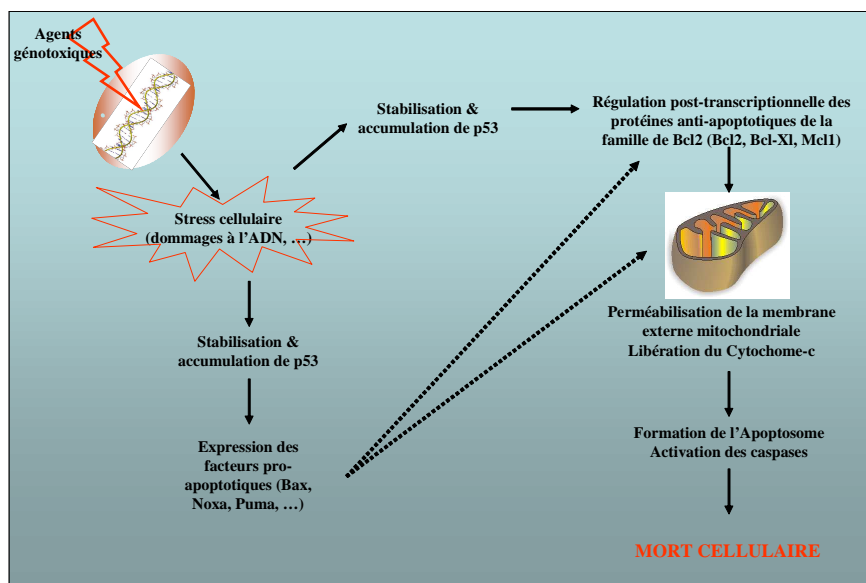 Agents
génotoxiques
Stabilisation &
accumulation de p53
Régulation post-transcriptionnelle des
protéines anti-apoptotiques de la
famille de Bcl2 (Bcl2, Bcl-Xl, Mcl1)
Stress cellulaire
(dommages à l’ADN, …)
Stabilisation &
accumulation de p53
Perméabilisation de la membrane
externe mitochondriale
Libération du Cytochome-c
Expression des
facteurs pro-
apoptotiques (Bax,
Noxa, Puma, …)
Formation de l’Apoptosome
Activation des caspases
MORT CELLULAIRE